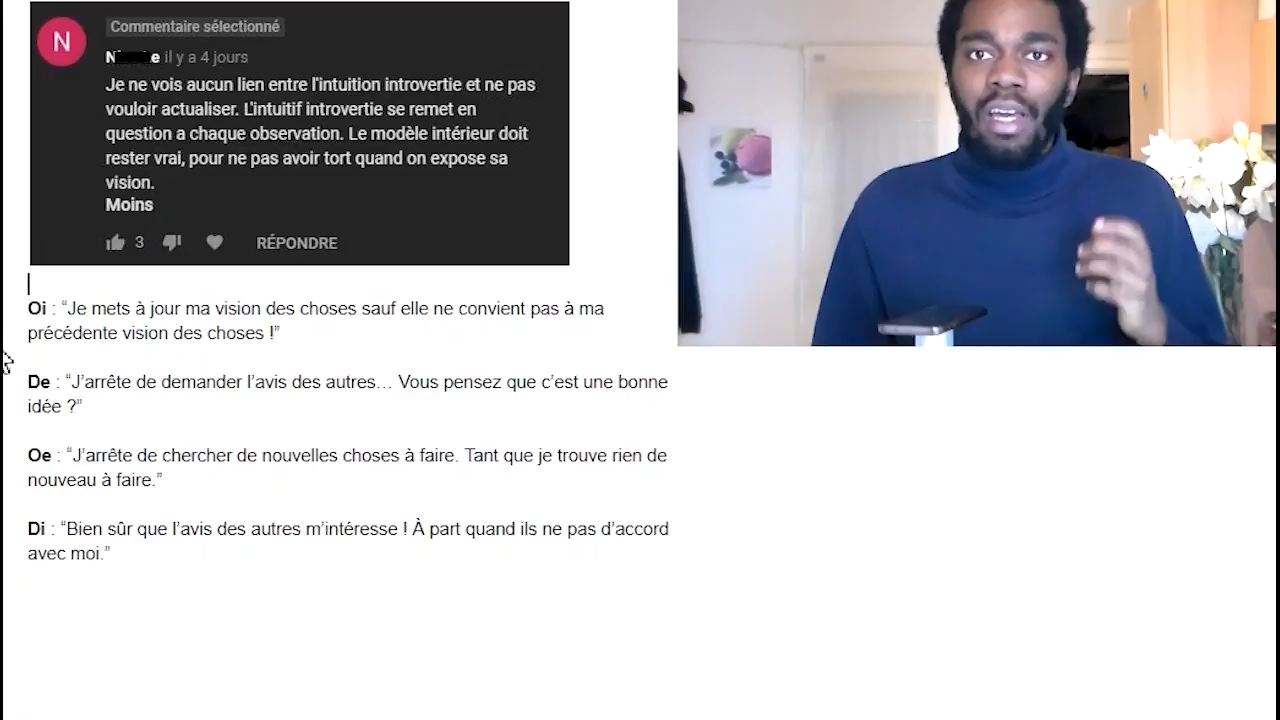 N
Commentaire sélectionné
il y a 4 jours
Je ne vois aucun lien entre l'intuition introvertie et ne pas
vouloir actualiser. L'intuitif introvertie se remet en
question a chaque observation. Le modèle intérieur doit
rester vrai, pour ne pas avoir tort quand on expose sa
vision.
Moins
3 RÉPONDRE
Oi : “Je mets à jour ma vision des choses sauf elle ne convient pas à ma
précédente vision des choses !”
De : “J’arrête de demander l’avis des autres… Vous pensez que c’est une bonne
idée ?”
Oe : “J’arrête de chercher de nouvelles choses à faire. Tant que je trouve rien de
nouveau à faire.”
Di : “Bien sûr que l’avis des autres m’intéresse ! À part quand ils ne pas d’accord
avec moi.”